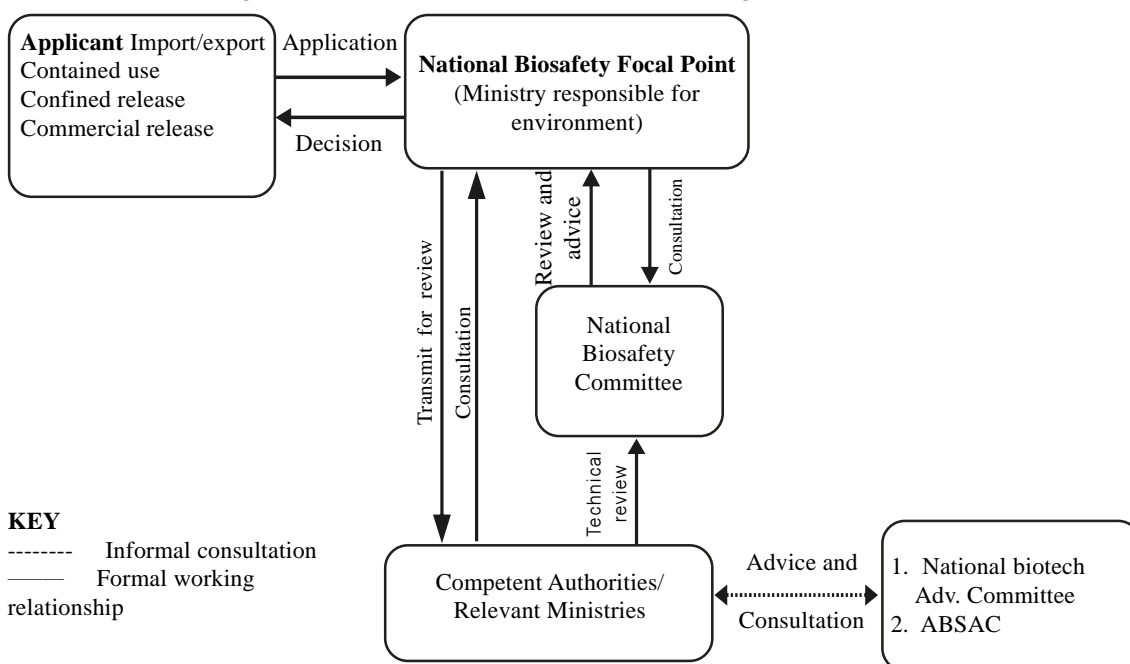 Applicant Import/export
Contained use
Confined release
Commercial release
Application
Decision
National Biosafety Focal Point
(Ministry responsible for
environment)
Transmit for review
Consultation
Review and
advice
Consultation
National
Biosafety
Committee
Technical
review
KEY
-------- Informal consultation
——— Formal working
relationship
Competent Authorities/
Relevant Ministries
Advice and
Consultation
1. National biotech
Adv. Committee
2. ABSAC